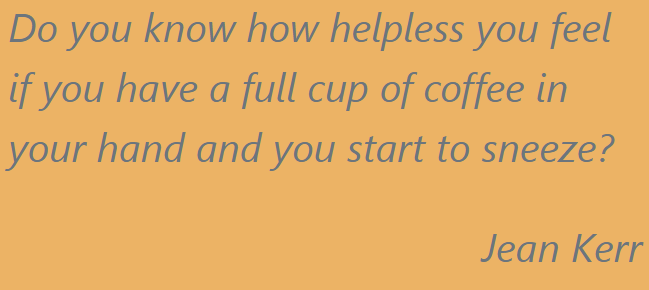 Do you know how helpless you feel
if you have a full cup of coffee in
your hand and you start to sneeze?
Jean Kerr